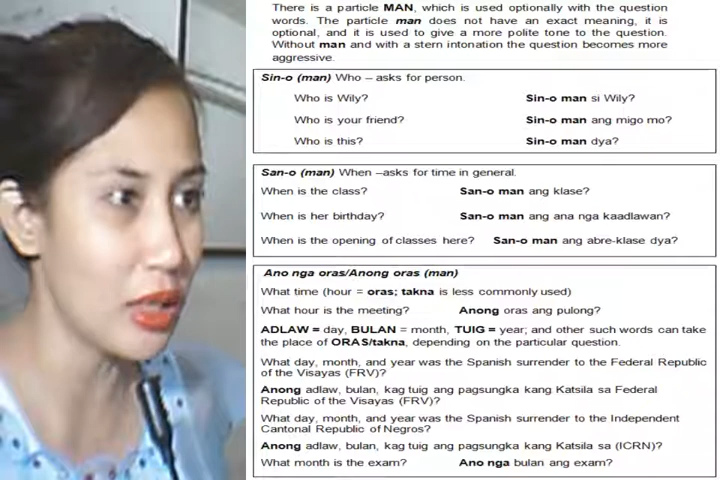 There is a particle MAN, which is used optionally with the question
words. The particle man does not have an exact meaning, it is
optional, and it is used to give a more polite tone to the question.
Without man and with a stern intonation the question becomes more
aggressive.
Sin-o (man) Who – asks for person.
Who is Wily? Sin-o man si Wily?
Who is your friend? Sin-o man ang migo mo?
Who is this? Sin-o man dya?
San-o (man) When –asks for time in general.
When is the class? San-o man ang klase?
When is her birthday? San-o man ang ana nga kaadlawan?
When is the opening of classes here? San-o man ang abre-klase dya?
Ano nga oras/Anong oras (man)
What time (hour = oras; takna is less commonly used)
What hour is the meeting? Anong oras ang pulong?
ADLAW = day, BULAN = month, TUIG = year; and other such words can take
the place of ORAS/takna, depending on the particular question.
What day, month, and year was the Spanish surrender to the Federal Republic
of the Visayas (FRV)?
Anong adlaw, bulan, kag tuig ang pagsungka kang Katsila sa Federal
Republic of the Visayas (FRV)?
What day, month, and year was the Spanish surrender to the Independent
Cantonal Republic of Negros?
Anong adlaw, bulan, kag tuig ang pagsungka kang Katsila sa (ICRN)?
What month is the exam? Ano nga bulan ang exam?